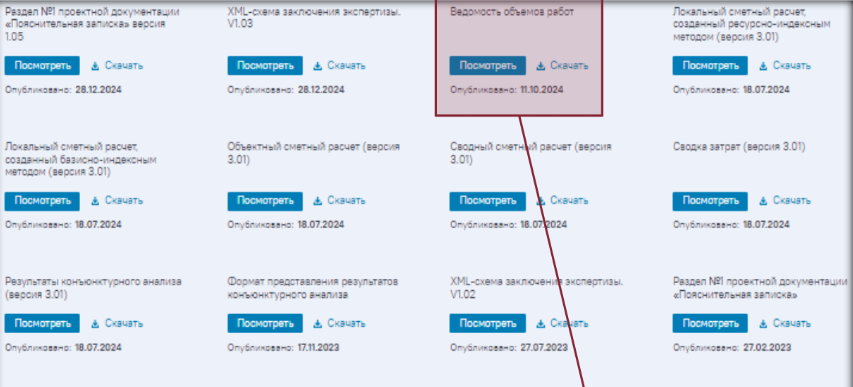 Раздел №1 проектной документации
«Пояснительная записка» версия
1.05
Посмотреть Скачать
Опубликовано: 28.12.2024
XML-схема заключения экспертизы.
V1.03
Посмотреть Скачать
Опубликовано: 28.12.2024
Ведомость объемов работ
Посмотреть Скачать
Опубликовано: 11.10.2024
Локальный сметный расчет,
созданный ресурсно-индексным
методом (версия 3.01)
Посмотреть Скачать
Опубликовано: 18.07.2024
Локальный сметный расчет,
созданный базисно-индексным
методом (версия 3.01)
Посмотреть Скачать
Опубликовано: 18.07.2024
Объектный сметный расчет (версия
3.01)
Посмотреть Скачать
Опубликовано: 18.07.2024
Сводный сметный расчет (версия
3.01)
Посмотреть Скачать
Опубликовано: 18.07.2024
Сводка затрат (версия 3.01)
Посмотреть Скачать
Опубликовано: 18.07.2024
Результаты конъюнктурного анализа
(версия 3.01)
Посмотреть Скачать
Опубликовано: 18.07.2024
Формат представления результатов
конъюнктурного анализа
Посмотреть Скачать
Опубликовано: 17.11.2023
XML-схема заключения экспертизы.
V1.02
Посмотреть Скачать
Опубликовано: 27.07.2023
Раздел №1 проектной документации
«Пояснительная записка»
Посмотреть Скачать
Опубликовано: 27.02.2023